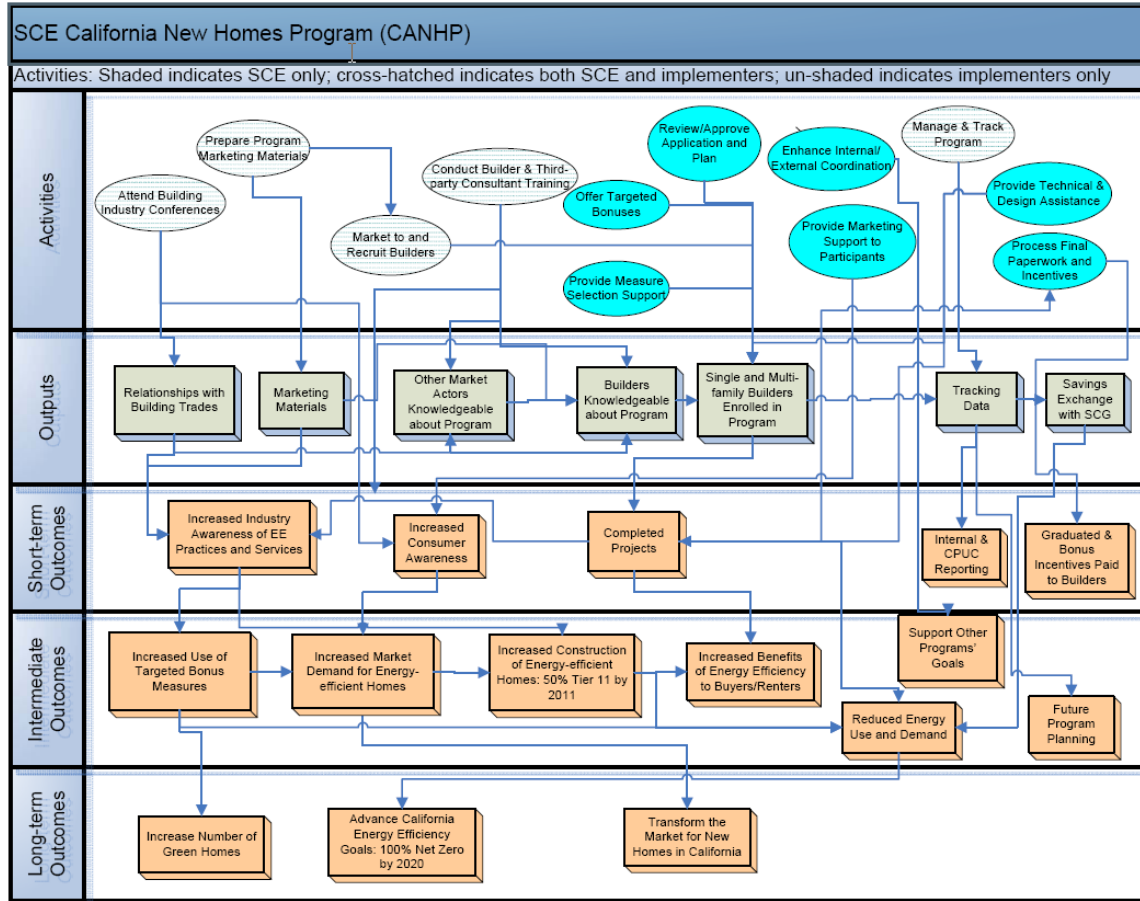 SCE California New Homes Program (CANHP)
Activities: Shaded indicates SCE only; cross-hatched indicates both SCE and implementers; un-shaded indicates implementers only
Activities
Attend Building
Industry Conferences
Prepare Program
Marketing Materials
Market to and
Recruit Builders
Conduct Builder & Third-
party Consultant Training
Offer Targeted
Bonuses
Provide Measure
Selection Support
Review/Approve
Application and
Plan
Enhance Internal/
External Coordination
Provide Marketing
Support to
Participants
Manage & Track
Program
Provide Technical &
Design Assistance
Process Final
Paperwork and
Incentives
Outputs
Relationships with
Building Trades
Marketing
Materials
Other Market
Actors
Knowledgeable
about Program
Builders
Knowledgeable
about Program
Single and Multi-
family Builders
Enrolled in
Program
Tracking
Data
Savings
Exchange
with SCG
Short-term
Outcomes
Increased Industry
Awareness of EE
Practices and Services
Increased
Consumer
Awareness
Completed
Projects
Internal &
CPUC
Reporting
Graduated &
Bonus
Incentives Paid
to Builders
Intermediate
Outcomes
Increased Use of
Targeted Bonus
Measures
Increased Market
Demand for Energy-
efficient Homes
Increased Construction
of Energy-efficient
Homes: 50% Tier 11 by
2011
Increased Benefits
of Energy Efficiency
to Buyers/Renters
Support Other
Programs'
Goals
Reduced Energy
Use and Demand
Future
Program
Planning
Long-term
Outcomes
Increase Number of
Green Homes
Advance California
Energy Efficiency
Goals: 100% Net Zero
by 2020
Transform the
Market for New
Homes in California